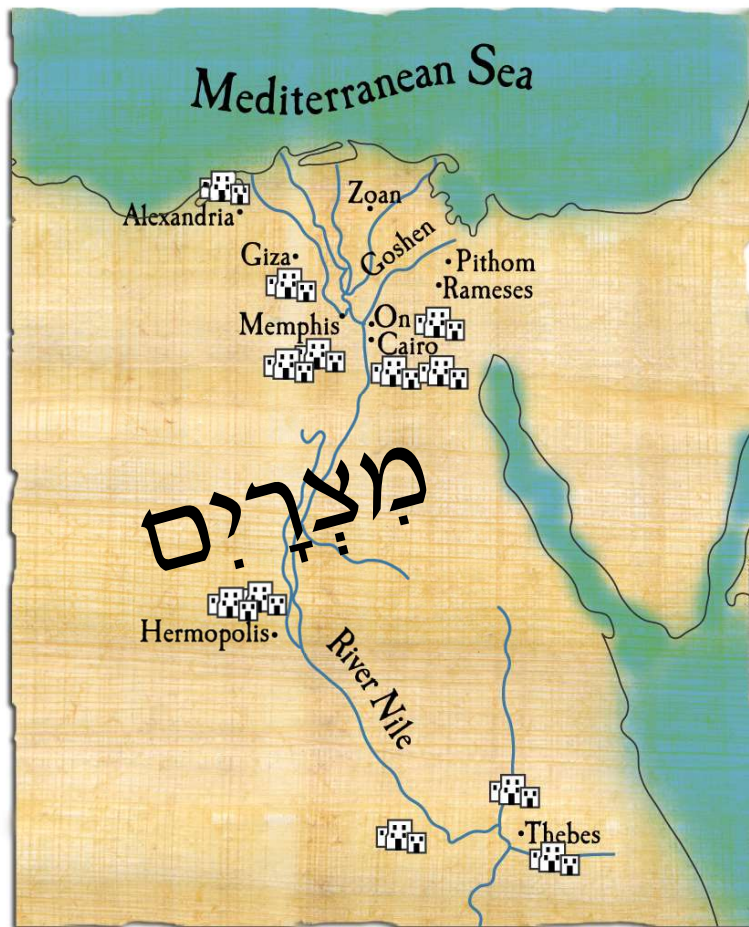 Mediterranean Sea
Alexandria
Zoan
Goshen
Giza
Pithom
Rameses
Memphis
On
Cairo
מִצֶרָיִם
Hermopolis
River Nile
Thebes